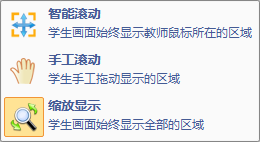 智能滚动
学生画面始终显示教师鼠标所在的区域
手工滚动
学生手工拖动显示的区域
缩放显示
学生画面始终显示全部的区域